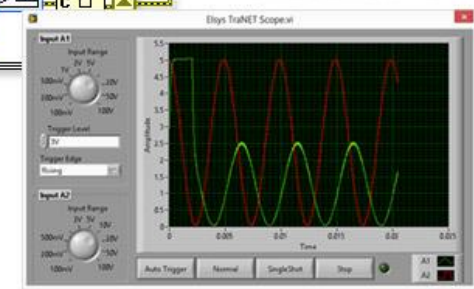 Elsys TraNET Scope.vi
Input A1
Input Range
2V 5V
1V 10V
500mV 20V
200mV 50V
100mV 100V
Trigger Level
3V
Trigger Edge
Rising
Input A2
Input Range
2V 5V
1V 10V
500mV 20V
200mV 50V
100mV 100V
Amplitude
5.5
5
4.5
4
3.5
3
2.5
2
1.5
1
0.5
0
0 0.005 0.01 0.015 0.02 0.025
Time
Auto Trigger Normal SingleShot Stop
A1
A2